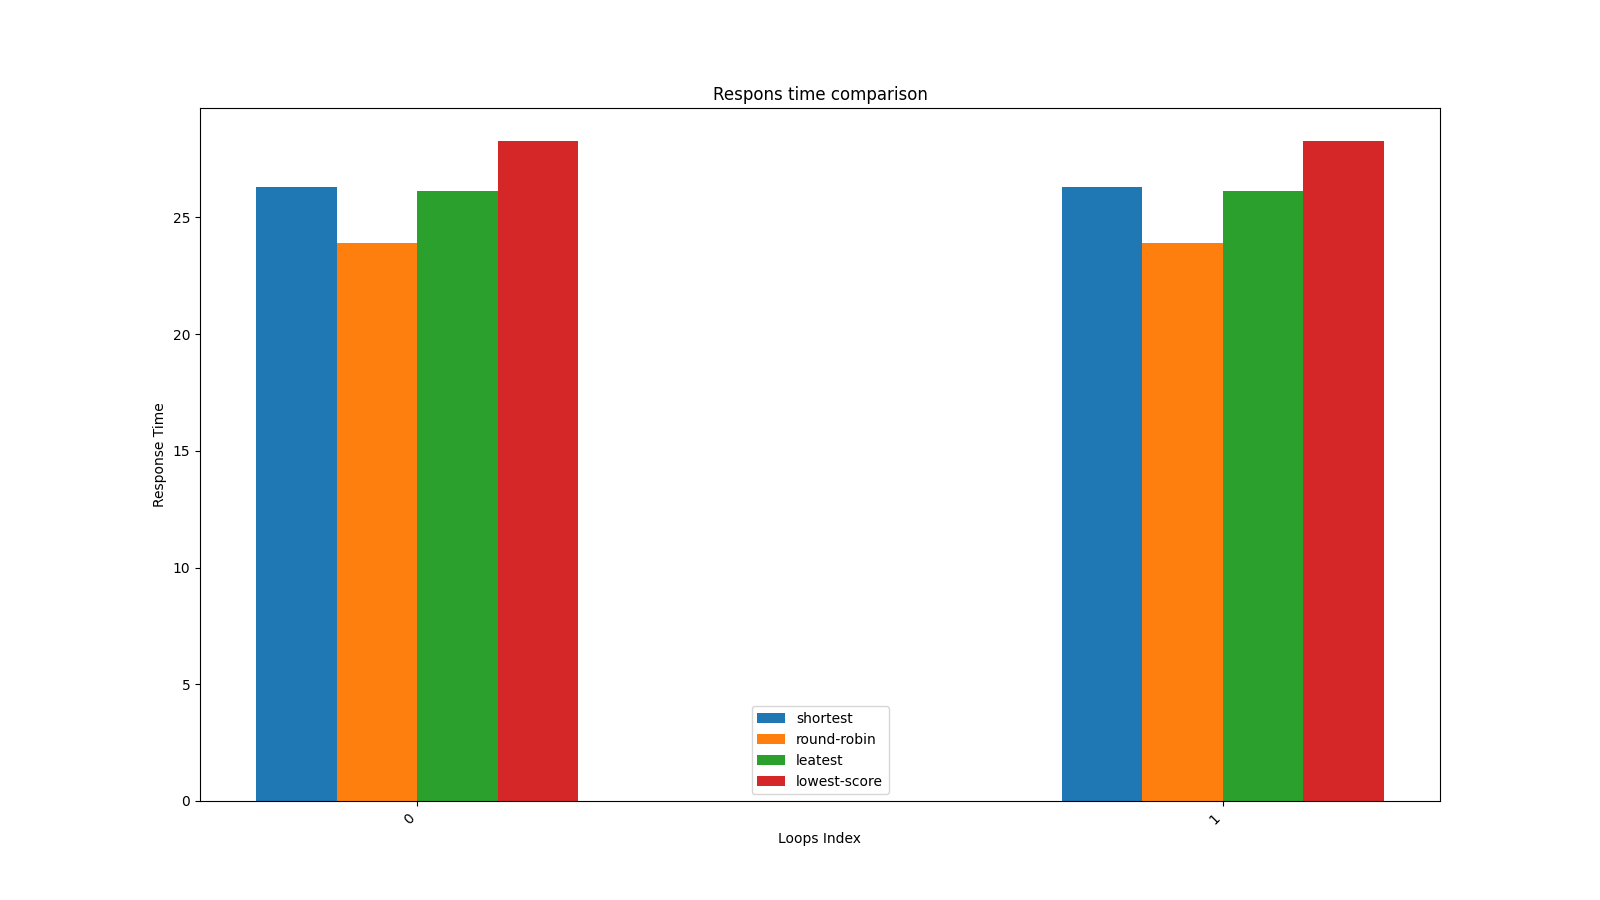 Respons time comparison
Response Time
25
20
15
10
5
0
0
1
Loops Index
shortest
round-robin
leatest
lowest-score